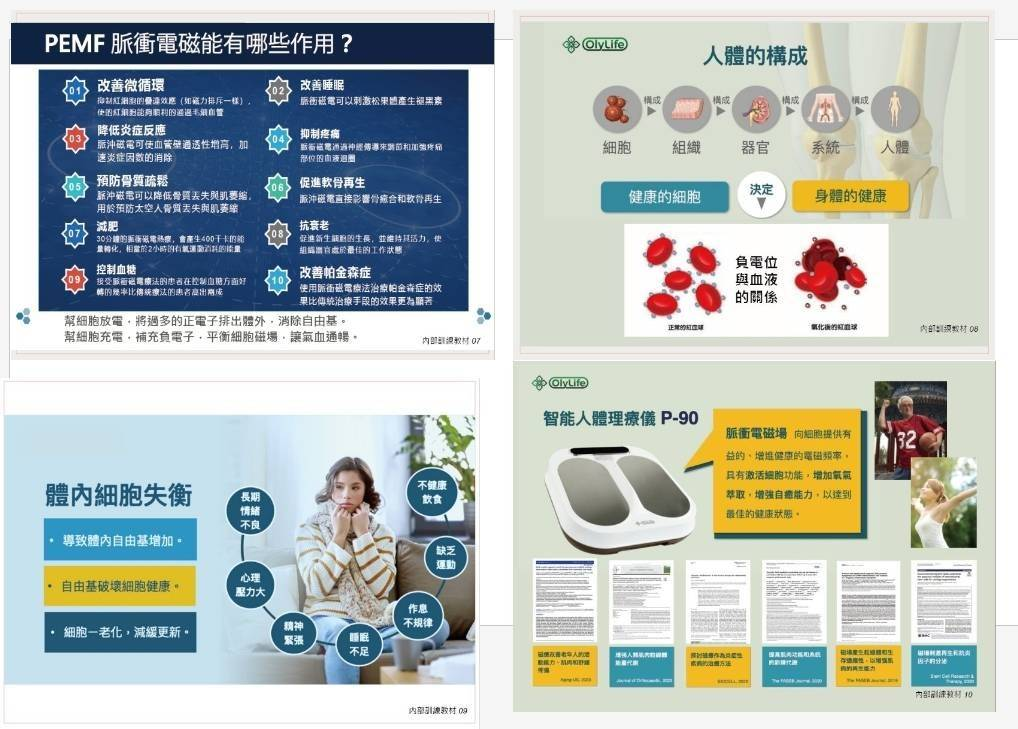 PEMF 脈衝電磁能有哪些作用？
01 改善微循環
抑制紅細胞的疊連效應（如磁力排斥一樣），
使的紅細胞能夠順利的通過毛細血管
02 改善睡眠
脈衝磁電可以刺激松果體產生褪黑素
03 降低炎症反應
脈沖磁電可使血管壁通透性增高，加
速炎症因數的消除
04 抑制疼痛
脈衝磁電通過神經傳導來調節和加強疼痛
部位的血液迴圈
05 預防骨質疏鬆
脈沖磁電可以降低骨質丟失與肌萎縮，
用於預防太空人骨質丟失與肌萎縮
06 促進軟骨再生
脈沖磁電直接影響骨癒合和軟骨再生
07 減肥
30分鐘的脈衝磁電熱療，會產生400千卡的能
量轉化，相當於2小時的有氧運動消耗的能量
08 抗衰老
促進新生細胞的生長，並維持其活力，使
組織器官處於最佳的工作狀態
09 控制血糖
接受脈衝磁電療法的患者在控制血糖方面好
轉的幾率比傳統療法的患者高出兩成
10 改善帕金森症
使用脈衝磁電療法治療帕金森症的效
果比傳統治療手段的效果更為顯著
幫細胞放電，將過多的正電子排出體外，消除自由基。
幫細胞充電，補充負電子，平衡細胞磁場，讓氣血通暢。
內部訓練教材 07
OlyLife
人體的構成
細胞 構成 組織 構成 器官 構成 系統 構成 人體
健康的細胞 決定 身體的健康
負電位
與血液
的關係
正常的紅血球
氧化後的紅血球
內部訓練教材 08
體內細胞失衡
• 導致體內自由基增加。
• 自由基破壞細胞健康。
• 細胞一老化，減緩更新。
長期
情緒
不良
心理
壓力大
精神
緊張
睡眠
不足
作息
不規律
缺乏
運動
不健康
飲食
內部訓練教材 09
OlyLife
智能人體理療儀 P-90
脈衝電磁場 向細胞提供有
益的、增進健康的電磁頻率，
具有激活細胞功能，增加氧氣
萃取，增強自癒能力，以達到
最佳的健康狀態。
32
磁療改善老年人的活
動能力、肌肉和舒緩
疼痛
Aging US, 2020
增強人類肌肉粒線體
能量代謝
Journal of Orthopaedic, 2023
探討磁療作為炎症性
疾病的治療方法
BIOCELL, 2023
提高肌肉功能和系統
的新陳代謝
The FASEB Journal, 2020
磁場產生粒線體和生
存適應性，以增強肌
肉的再生能力
The FASEB Journal, 2019
磁場刺激再生和抗炎
因子的分泌
Stem Cell Research &
Therapy, 2020
內部訓練教材 10